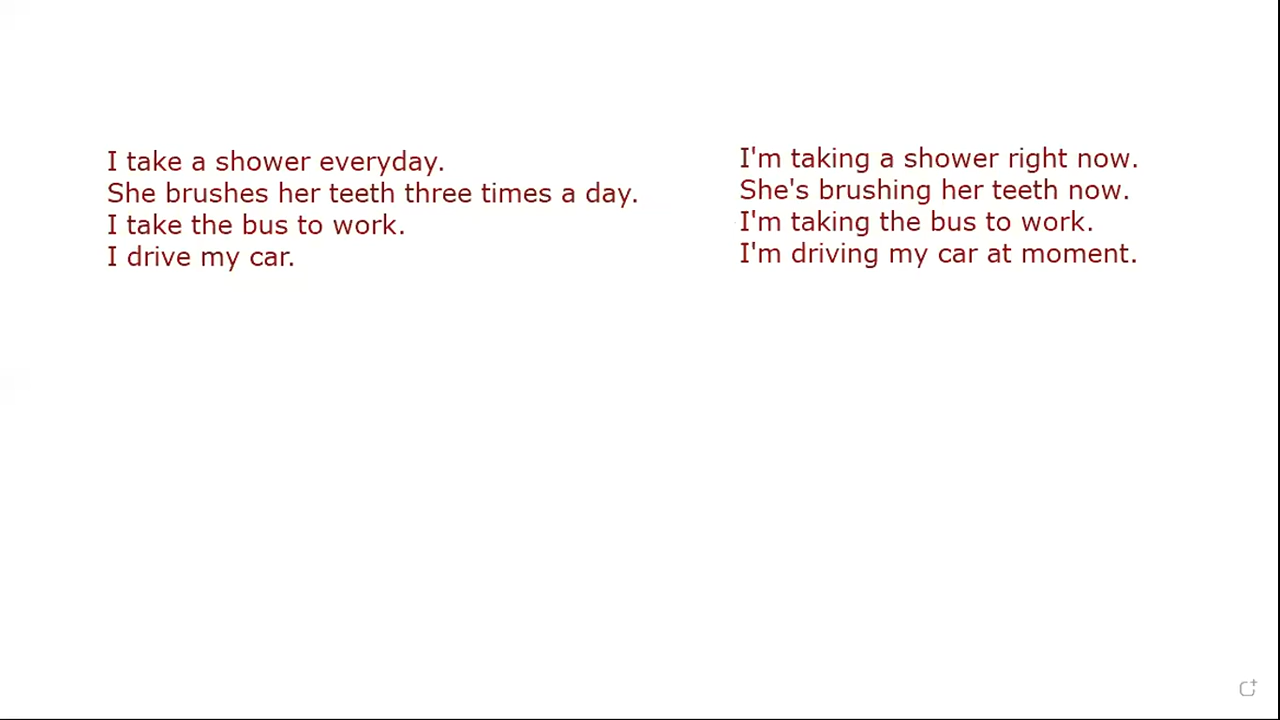 I take a shower everyday.
She brushes her teeth three times a day.
I take the bus to work.
I drive my car.
I'm taking a shower right now.
She's brushing her teeth now.
I'm taking the bus to work.
I'm driving my car at moment.